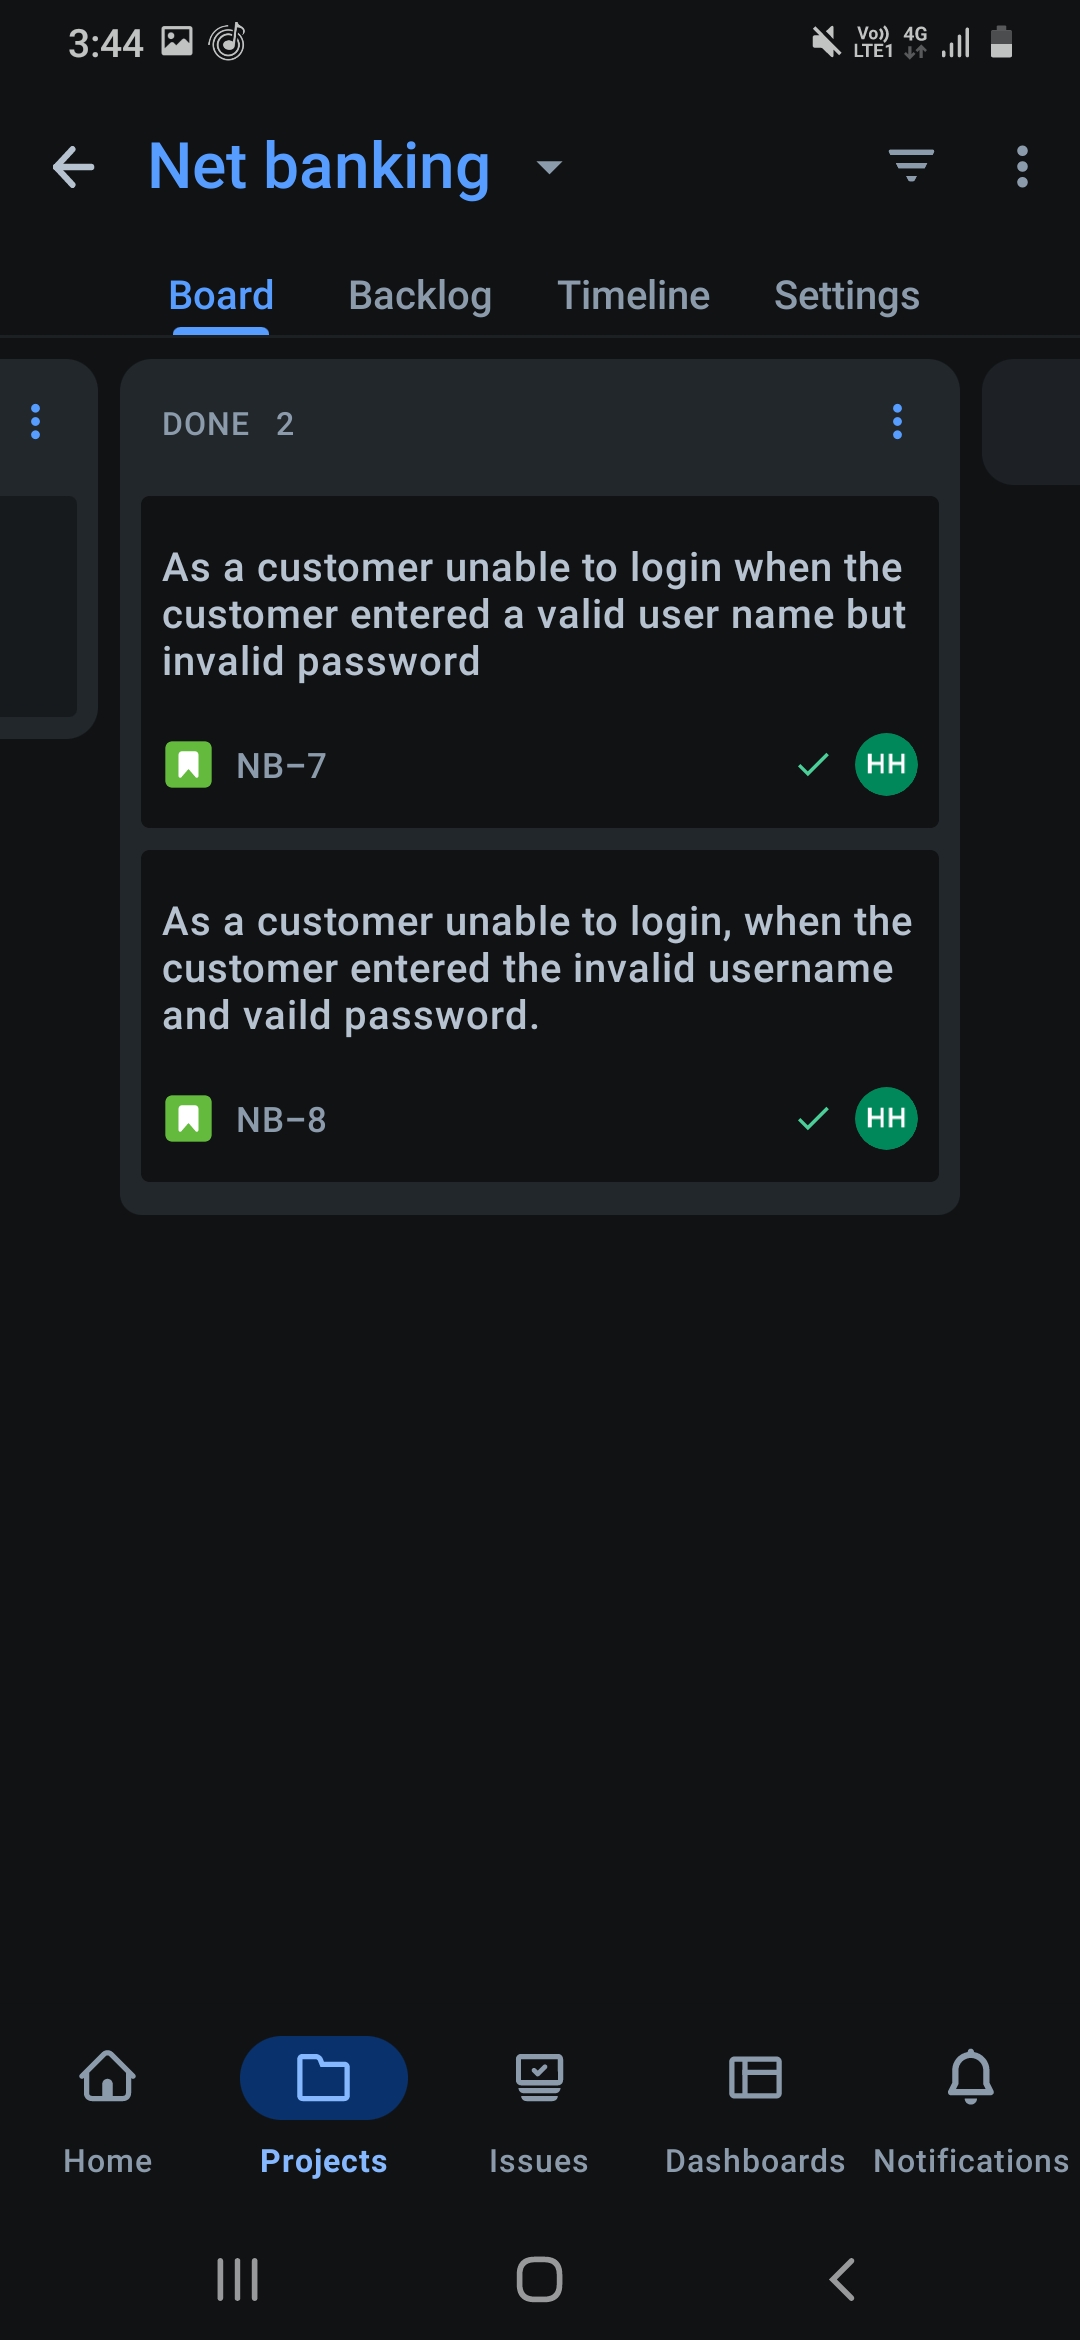 3:44
Vo)) 4G
LTE1
Net banking
Board Backlog Timeline Settings
DONE 2
As a customer unable to login when the
customer entered a valid user name but
invalid password
NB-7 HH
As a customer unable to login, when the
customer entered the invalid username
and vaild password.
NB-8 HH
Home Projects Issues Dashboards Notifications